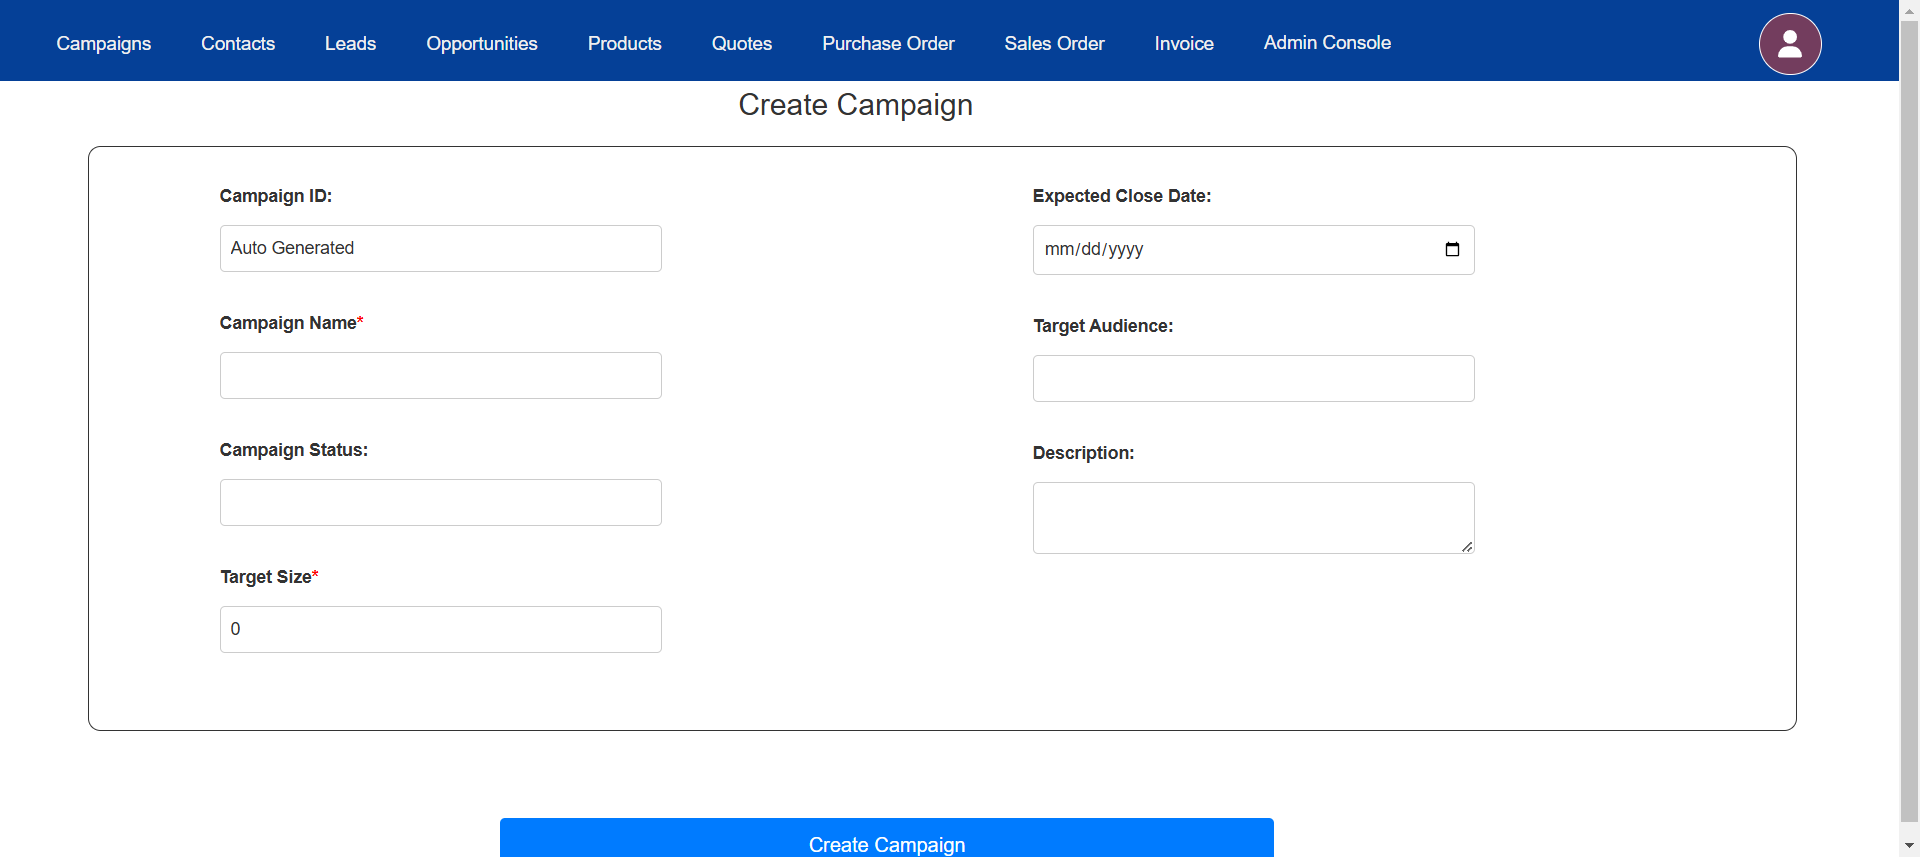 Campaigns Contacts Leads Opportunities Products Quotes Purchase Order Sales Order Invoice Admin Console
Create Campaign
Campaign ID:
Auto Generated
Campaign Name*
Campaign Status:
Target Size*
0
Expected Close Date:
mm/dd/yyyy
Target Audience:
Description:
Create Campaign